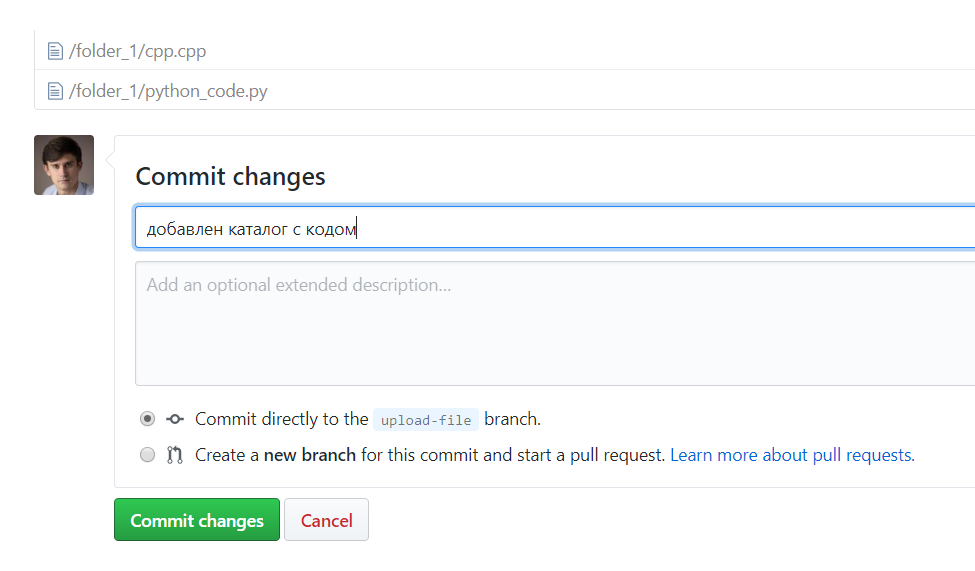 /folder_1/cpp.cpp
/folder_1/python_code.py
Commit changes
добавлен каталог с кодом
Add an optional extended description...
Commit directly to the upload-file branch.
Create a new branch for this commit and start a pull request. Learn more about pull requests.
Commit changes Cancel